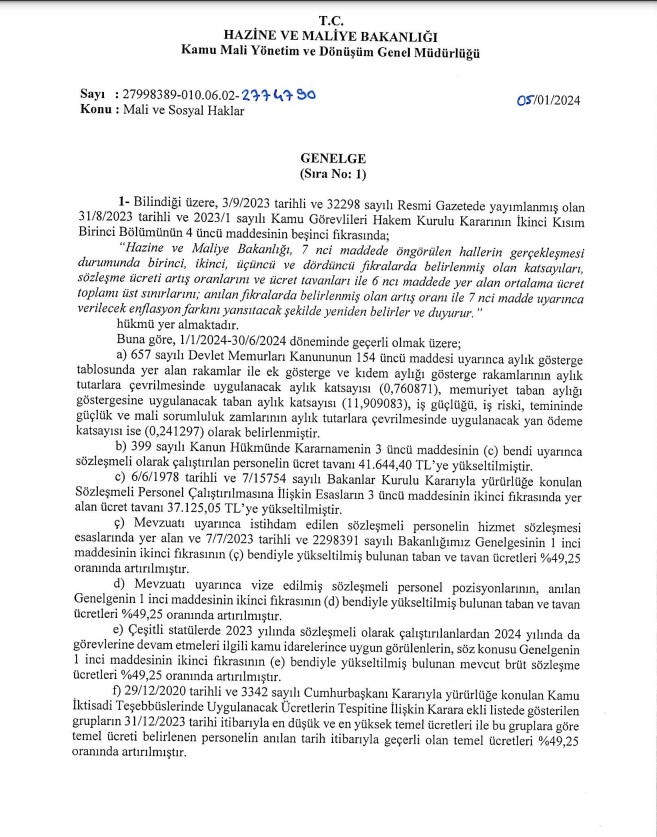 T.C.
HAZİNE VE MALİYE BAKANLIĞI
Kamu Mali Yönetim ve Dönüşüm Genel Müdürlüğü
Sayı : 27998389-010.06.02-2774790
05/01/2024
Konu : Mali ve Sosyal Haklar
GENELGE
(Sıra No: 1)
1- Bilindiği üzere, 3/9/2023 tarihli ve 32298 sayılı Resmi Gazetede yayımlanmış olan
31/8/2023 tarihli ve 2023/1 sayılı Kamu Görevlileri Hakem Kurulu Kararının İkinci Kısım
Birinci Bölümünün 4 üncü maddesinin beşinci fıkrasında;
“Hazine ve Maliye Bakanlığı, 7 nci maddede öngörülen hallerin gerçekleşmesi
durumunda birinci, ikinci, üçüncü ve dördüncü fıkralarda belirlenmiş olan katsayıları,
sözleşme ücreti artış oranlarını ve ücret tavanları ile 6 ncı maddede yer alan ortalama ücret
toplamı üst sınırlarını; anılan fıkralarda belirlenmiş olan artış oranı ile 7 nci madde uyarınca
verilecek enflasyon farkını yansıtacak şekilde yeniden belirler ve duyurur.”
hükmü yer almaktadır.
Buna göre, 1/1/2024-30/6/2024 döneminde geçerli olmak üzere;
a) 657 sayılı Devlet Memurları Kanununun 154 üncü maddesi uyarınca aylık gösterge
tablosunda yer alan rakamlar ile ek gösterge ve kıdem aylığı gösterge rakamlarının aylık
tutarlara çevrilmesinde uygulanacak aylık katsayısı (0,760871), memuriyet taban aylığı
göstergesine uygulanacak taban aylık katsayısı (11,909083), iş güçlüğü, iş riski, temininde
güçlük ve mali sorumluluk zamlarının aylık tutarlara çevrilmesinde uygulanacak yan ödeme
katsayısı ise (0,241297) olarak belirlenmiştir.
b) 399 sayılı Kanun Hükmünde Kararnamenin 3 üncü maddesinin (c) bendi uyarınca
sözleşmeli olarak çalıştırılan personelin ücret tavanı 41.644,40 TL’ye yükseltilmiştir.
c) 6/6/1978 tarihli ve 7/15754 sayılı Bakanlar Kurulu Kararıyla yürürlüğe konulan
Sözleşmeli Personel Çalıştırılmasına İlişkin Esasların 3 üncü maddesinin ikinci fıkrasında yer
alan ücret tavanı 37.125,05 TL’ye yükseltilmiştir.
ç) Mevzuatı uyarınca istihdam edilen sözleşmeli personelin hizmet sözleşmesi
esaslarında yer alan ve 7/7/2023 tarihli ve 2298391 sayılı Bakanlığımız Genelgesinin 1 inci
maddesinin ikinci fıkrasının (ç) bendiyle yükseltilmiş bulunan taban ve tavan ücretleri %49,25
oranında artırılmıştır.
d) Mevzuatı uyarınca vize edilmiş sözleşmeli personel pozisyonlarının, anılan
Genelgenin 1 inci maddesinin ikinci fıkrasının (d) bendiyle yükseltilmiş bulunan taban ve tavan
ücretleri %49,25 oranında artırılmıştır.
e) Çeşitli statülerde 2023 yılında sözleşmeli olarak çalıştırılanlardan 2024 yılında da
görevlerine devam etmeleri ilgili kamu idarelerince uygun görülenlerin, söz konusu Genelgenin
1 inci maddesinin ikinci fıkrasının (e) bendiyle yükseltilmiş bulunan mevcut brüt sözleşme
ücretleri %49,25 oranında artırılmıştır.
f) 29/12/2020 tarihli ve 3342 sayılı Cumhurbaşkanı Kararıyla yürürlüğe konulan Kamu
İktisadi Teşebbüslerinde Uygulanacak Ücretlerin Tespitine İlişkin Karara ekli listede gösterilen
grupların 31/12/2023 tarihi itibarıyla en düşük ve en yüksek temel ücretleri ile bu gruplara göre
temel ücreti belirlenen personelin anılan tarih itibarıyla geçerli olan temel ücretleri %49,25
oranında artırılmıştır.